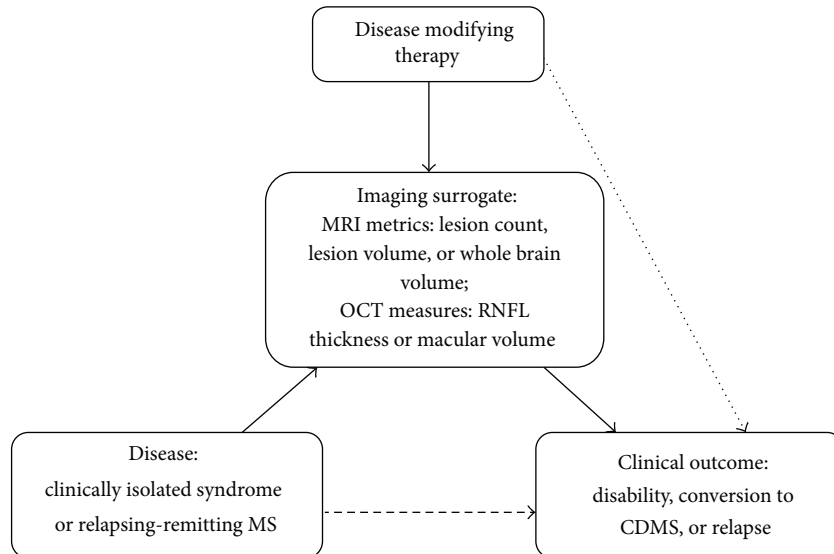 Disease modifying
therapy
Imaging surrogate:
MRI metrics: lesion count,
lesion volume, or whole brain
volume;
OCT measures: RNFL
thickness or macular volume
Disease:
clinically isolated syndrome
or relapsing-remitting MS
Clinical outcome:
disability, conversion to
CDMS, or relapse